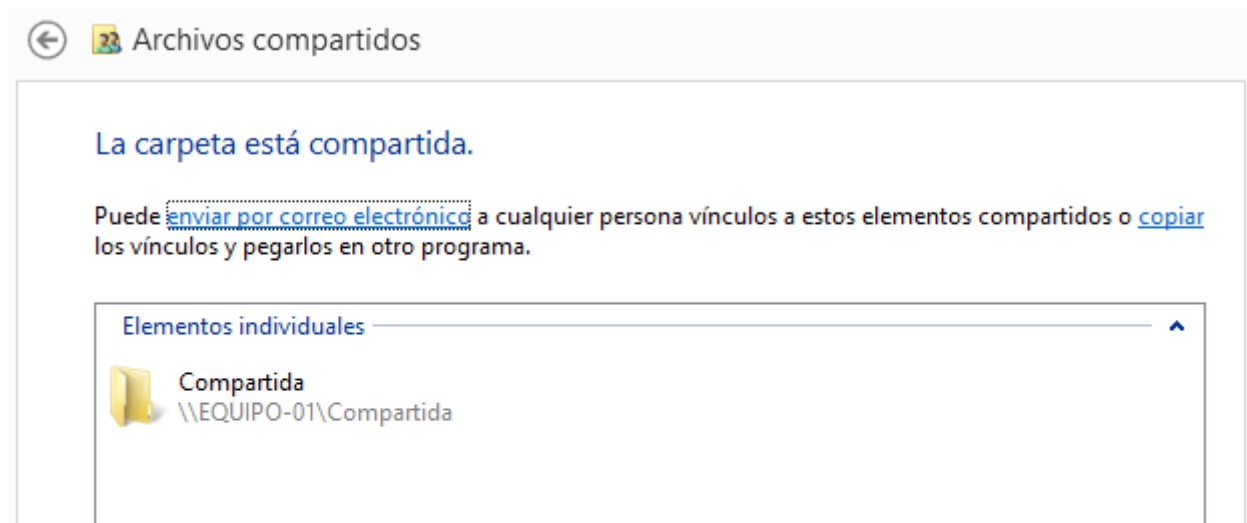 Archivos compartidos
La carpeta está compartida.
Puede enviar por correo electrónico a cualquier persona vínculos a estos elementos compartidos o copiar
los vínculos y pegarlos en otro programa.
Elementos individuales
Compartida
\\EQUIPO-01\Compartida